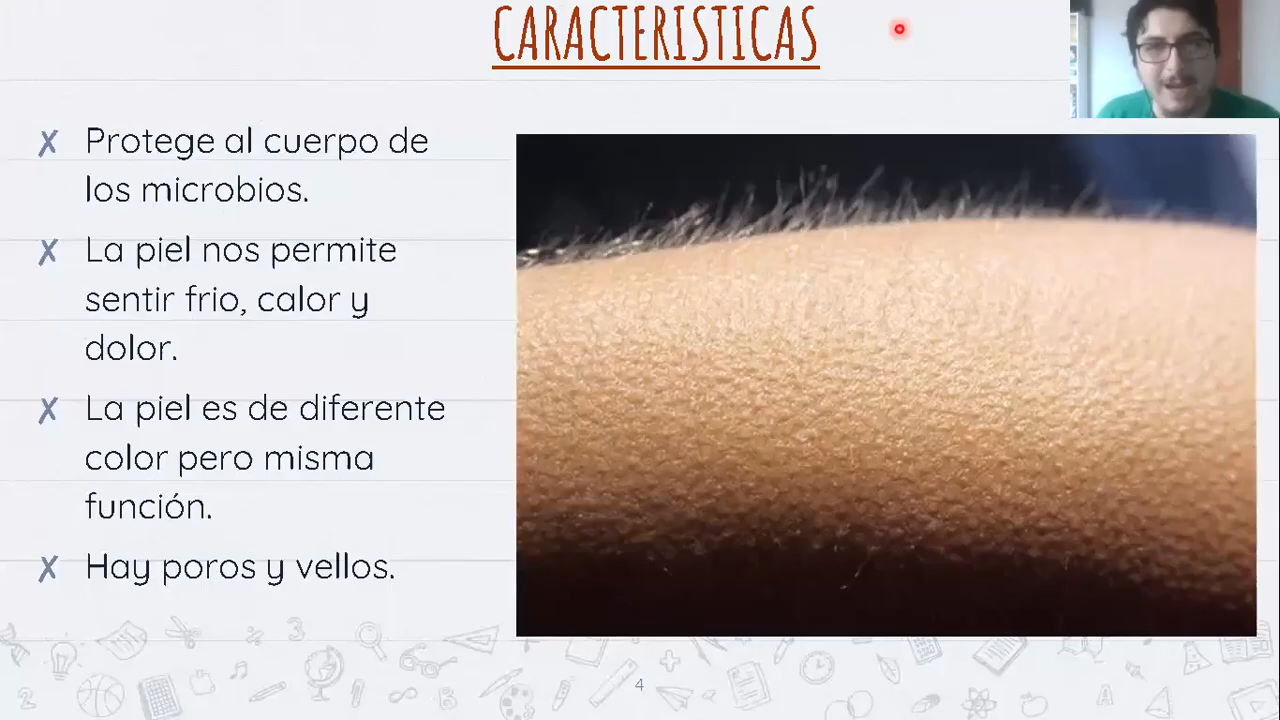 CARACTERISTICAS
✗ Protege al cuerpo de
los microbios.
✗ La piel nos permite
sentir frio, calor y
dolor.
✗ La piel es de diferente
color pero misma
función.
✗ Hay poros y vellos.
4